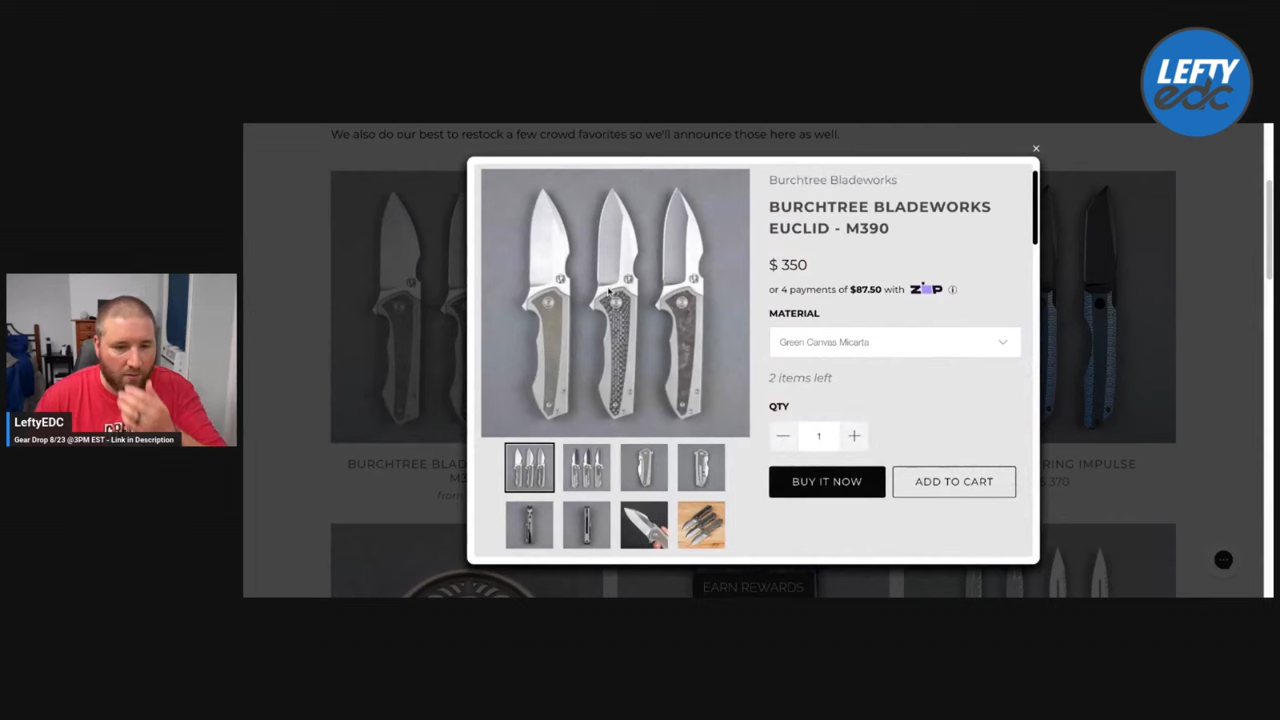 LEFTY
edc
We also do our best to restock a few crowd favorites so we'll announce those here as well.
×
Burchtree Bladeworks
BURCHTREE BLADEWORKS
EUCLID - M390
$ 350
or 4 payments of $87.50 with ZIP
MATERIAL
Green Canvas Micarta
2 items left
QTY
1
BUY IT NOW
ADD TO CART
LeftyEDC
Gear Drop 8/23 @3PM EST - Link in Description
BURCHTREE BLAD
from
RING IMPULSE
$ 370
EARN REWARDS